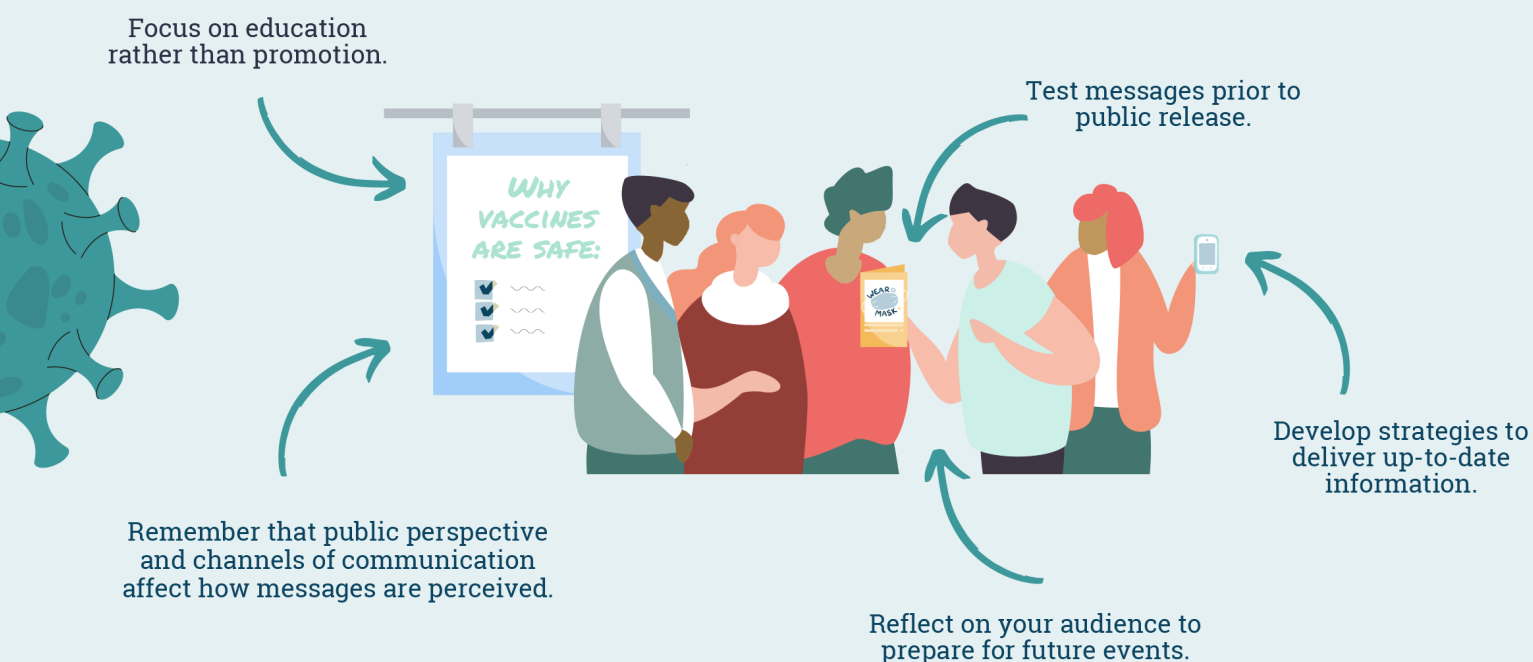 Focus on education
rather than promotion.
Test messages prior to
public release.
WHY
VACCINES
ARE SAFE:
WEAR
MASK
Develop strategies to
deliver up-to-date
information.
Remember that public perspective
and channels of communication
affect how messages are perceived.
Reflect on your audience to
prepare for future events.